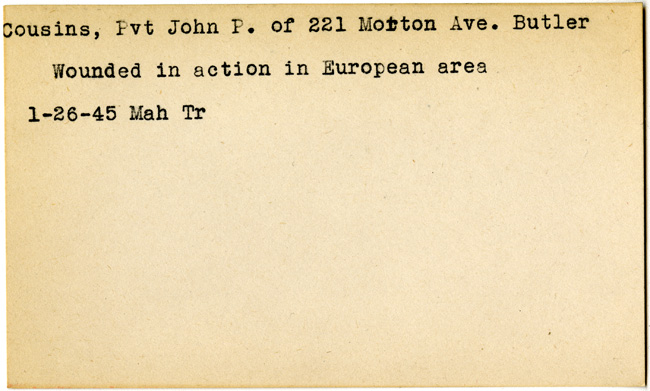 Cousins, Pvt John P. of 221 Morton Ave. Butler
Wounded in action in European area
1-26-45 Mah Tr